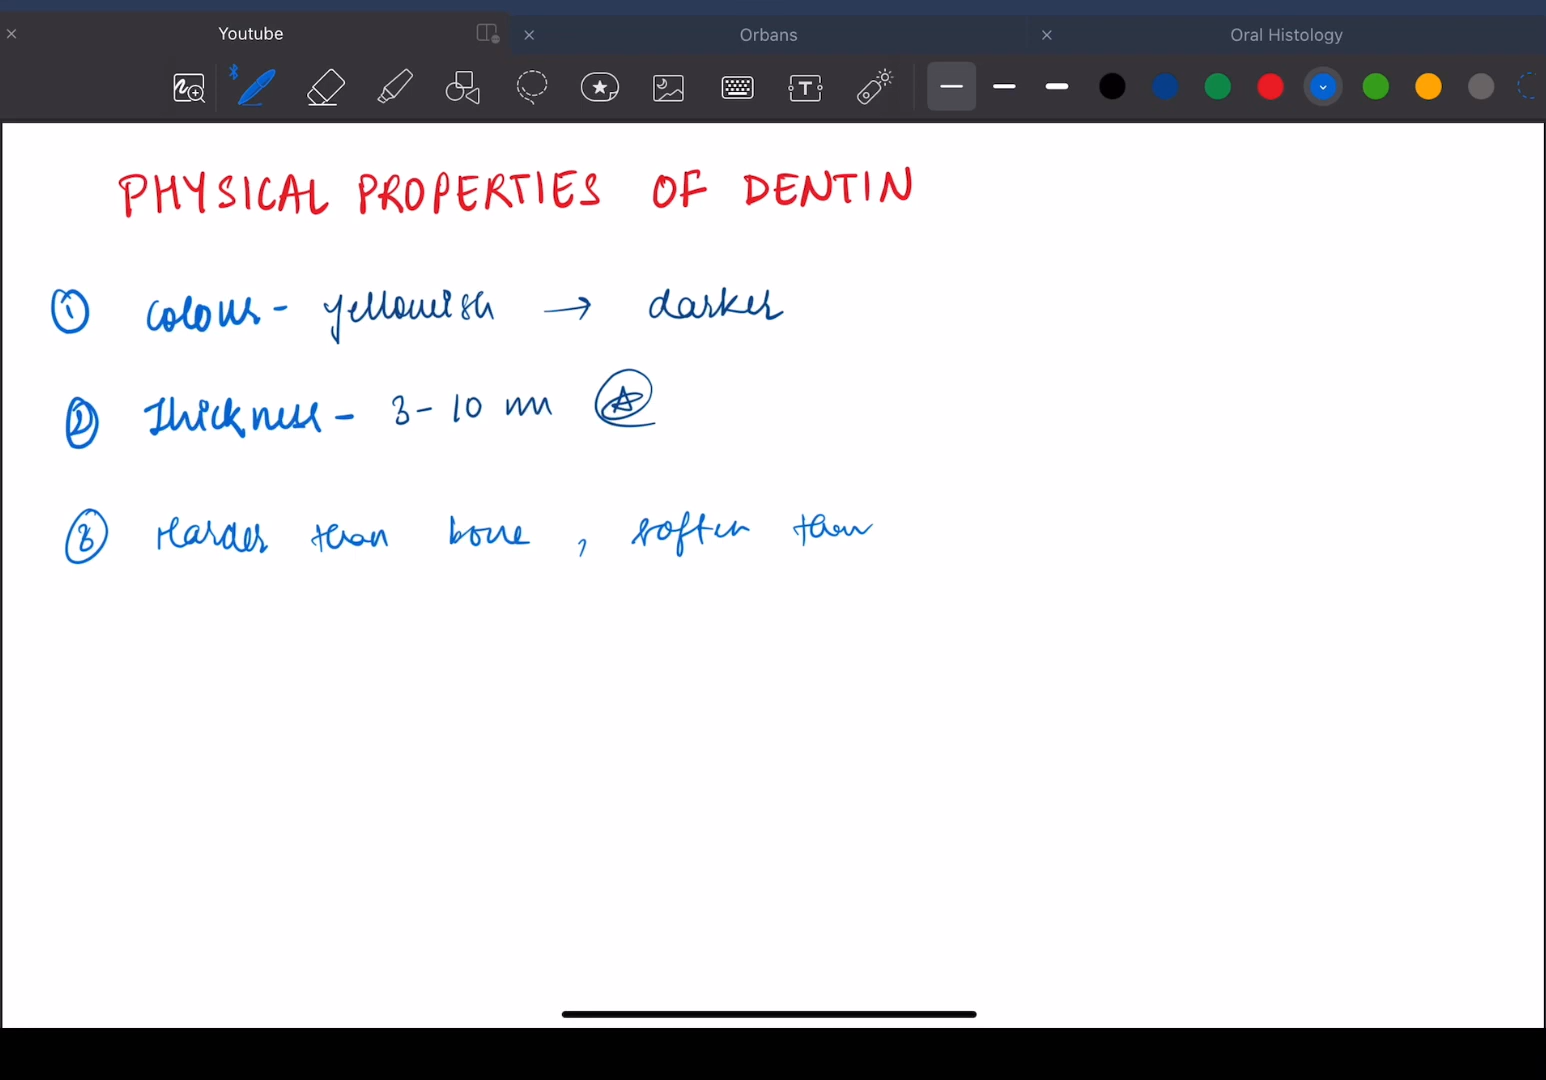 Youtube Orbans Oral Histology
PHYSICAL PROPERTIES OF DENTIN
① Colour - yellowish → darker
② Thickness - 3-10 mm
③ Harder than bone , softer than